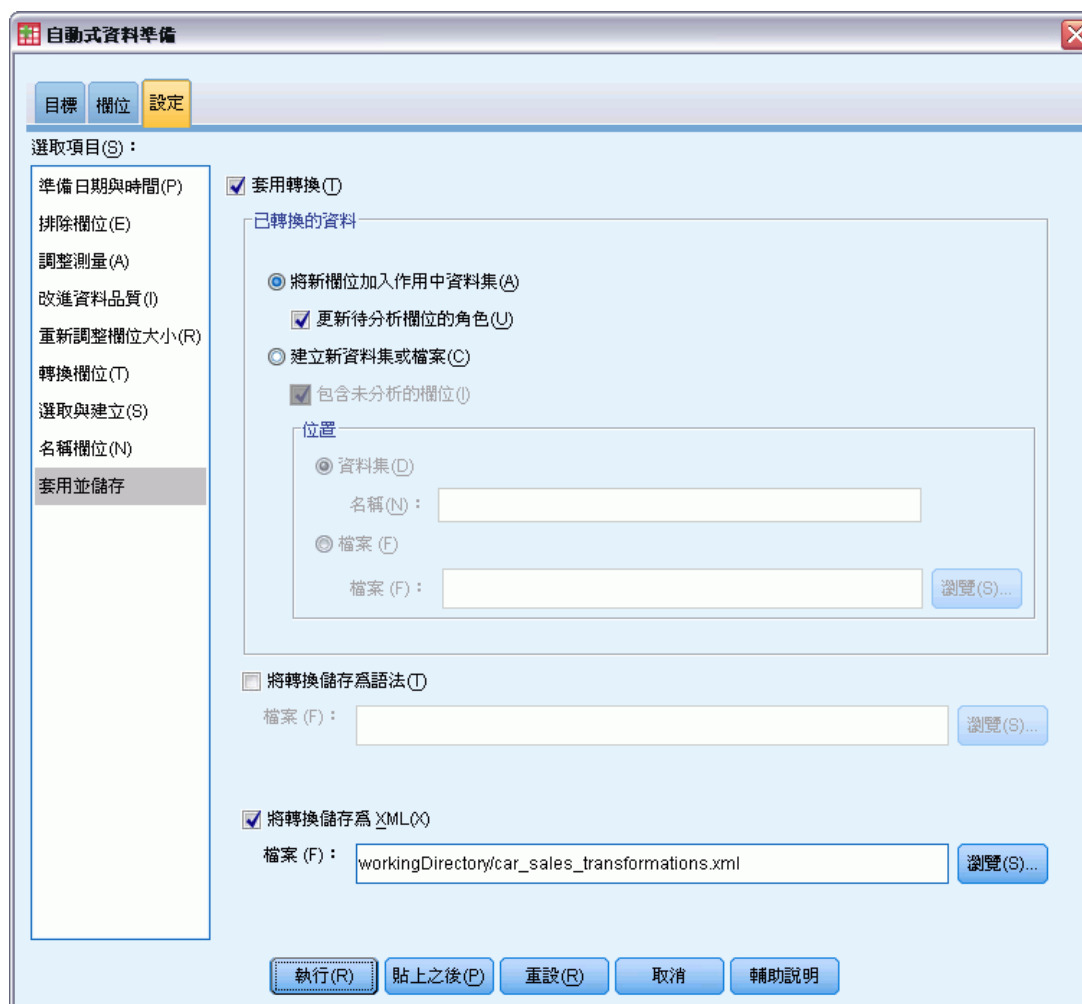 自動式資料準備
目標 欄位 設定
選取項目(S)：
準備日期與時間(P)
排除欄位(E)
調整測量(A)
改進資料品質(I)
重新調整欄位大小(R)
轉換欄位(T)
選取與建立(S)
名稱欄位(N)
套用並儲存
套用轉換(T)
已轉換的資料
將新欄位加入作用中資料集(A)
更新待分析欄位的角色(U)
建立新資料集或檔案(C)
包含未分析的欄位(I)
位置
資料集(D)
名稱(N)：
檔案 (F)
檔案 (F)： 瀏覽(S)...
將轉換儲存爲語法(T)
檔案 (F)： 瀏覽(S)...
將轉換儲存爲 XML(X)
檔案 (F)： workingDirectory/car_sales_transformations.xml 瀏覽(S)...
執行(R) 貼上之後(P) 重設(R) 取消 輔助說明